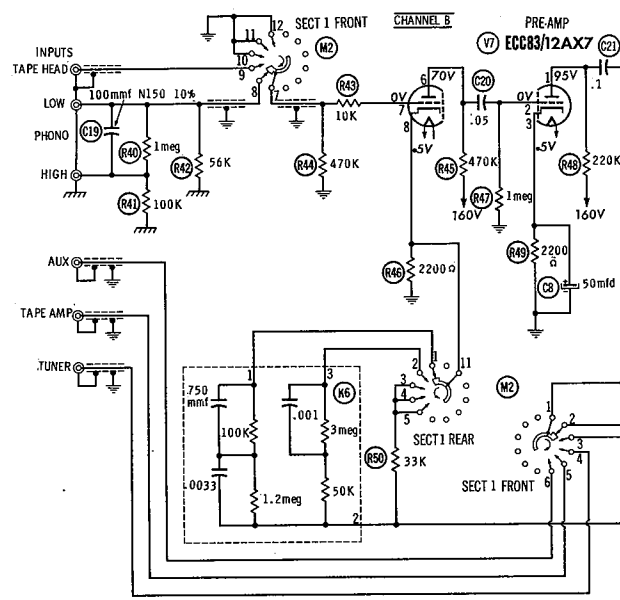 CHANNEL B
PRE-AMP
V7 ECC83/12AX7
SECT 1 FRONT
M2
C21
.1
INPUTS
TAPE HEAD
LOW
PHONO
HIGH
AUX
TAPE AMP
.TUNER
12
11
10
9
8
7
100mmf N150 10%
C19
R40
1meg
R41
100K
R42
56K
R43
10K
R44
470K
0V
6
70V
7
8
.5V
C20
.05
R45
470K
160V
R47
1meg
0V
1
95V
2
3
.5V
R48
220K
160V
R46
2200Ω
R49
2200
Ω
C8
50mfd
1
3
K6
.750
mmf
.001
100K
3meg
.0033
1.2meg
50K
2
2
1
11
3
4
5
SECT 1 REAR
R50
33K
M2
1
2
3
4
5
6
SECT 1 FRONT